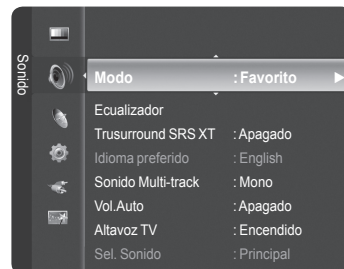 Sonido
Modo : Favorito
Ecualizador
Trusurround SRS XT : Apagado
Idioma preferido : English
Sonido Multi-track : Mono
Vol.Auto : Apagado
Altavoz TV : Encendido
Sel. Sonido : Principal